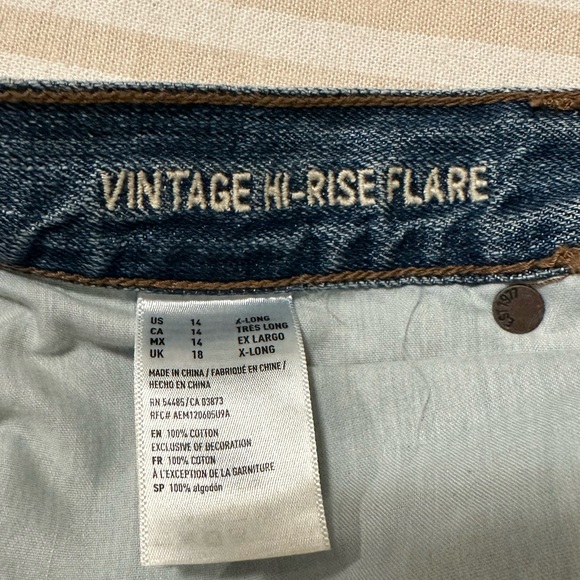 VINTAGE HI-RISE FLARE
EST. 1977
US 14 X-LONG
CA 14 TRÈS LONG
MX 14 EX LARGO
UK 18 X-LONG
MADE IN CHINA / FABRIQUÉ EN CHINE /
HECHO EN CHINA
RN 54485/CA 03873
RFC# AEM120605U9A
EN 100% COTTON
EXCLUSIVE OF DECORATION
FR 100% COTON
À L'EXCEPTION DE LA GARNITURE
SP 100% algodón